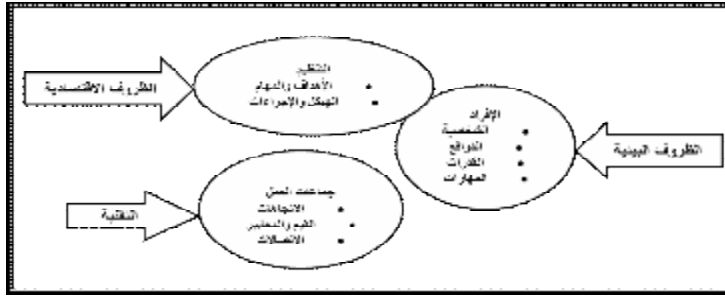 التنظيم
الأهداف والمهام
الهيكل والإجراءات
الظروف الاقتصادية
الإفراد
الشخصية
الدوافع
القدرات
المهارات
الظروف البيئية
جماعات العمل
الاتجاهات
القيم والمعايير
الاتصالات
التقنية